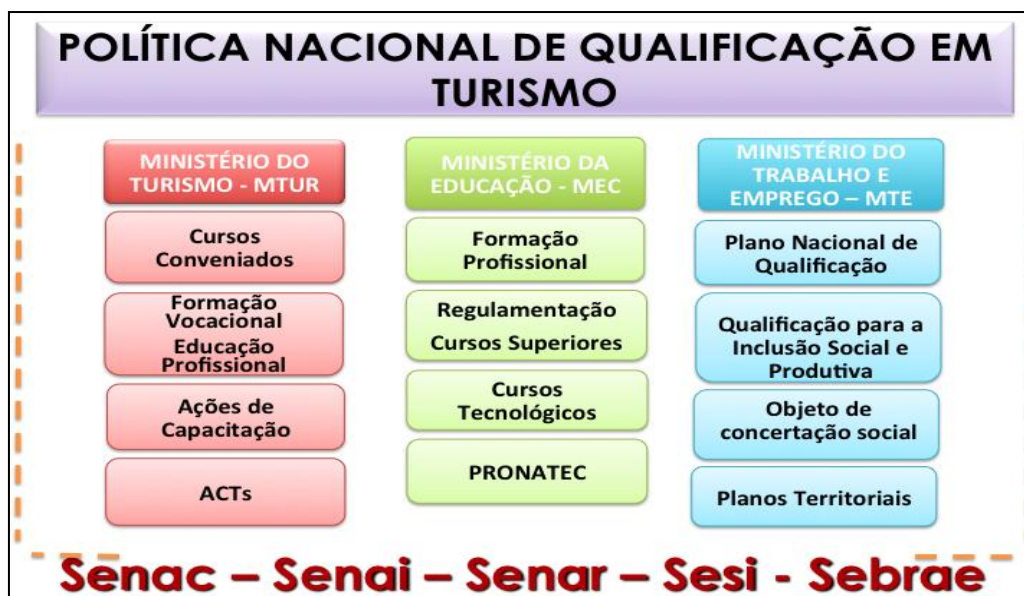 POLÍTICA NACIONAL DE QUALIFICAÇÃO EM
TURISMO
MINISTÉRIO DO
TURISMO - MTUR
Cursos
Conveniados
Formação
Vocacional
Educação
Profissional
Ações de
Capacitação
ACTs
MINISTÉRIO DA
EDUCAÇÃO - MEC
Formação
Profissional
Regulamentação
Cursos Superiores
Cursos
Tecnológicos
PRONATEC
MINISTÉRIO DO
TRABALHO E
EMPREGO – MTE
Plano Nacional de
Qualificação
Qualificação para a
Inclusão Social e
Produtiva
Objeto de
concertação social
Planos Territoriais
Senac – Senai – Senar – Sesi - Sebrae